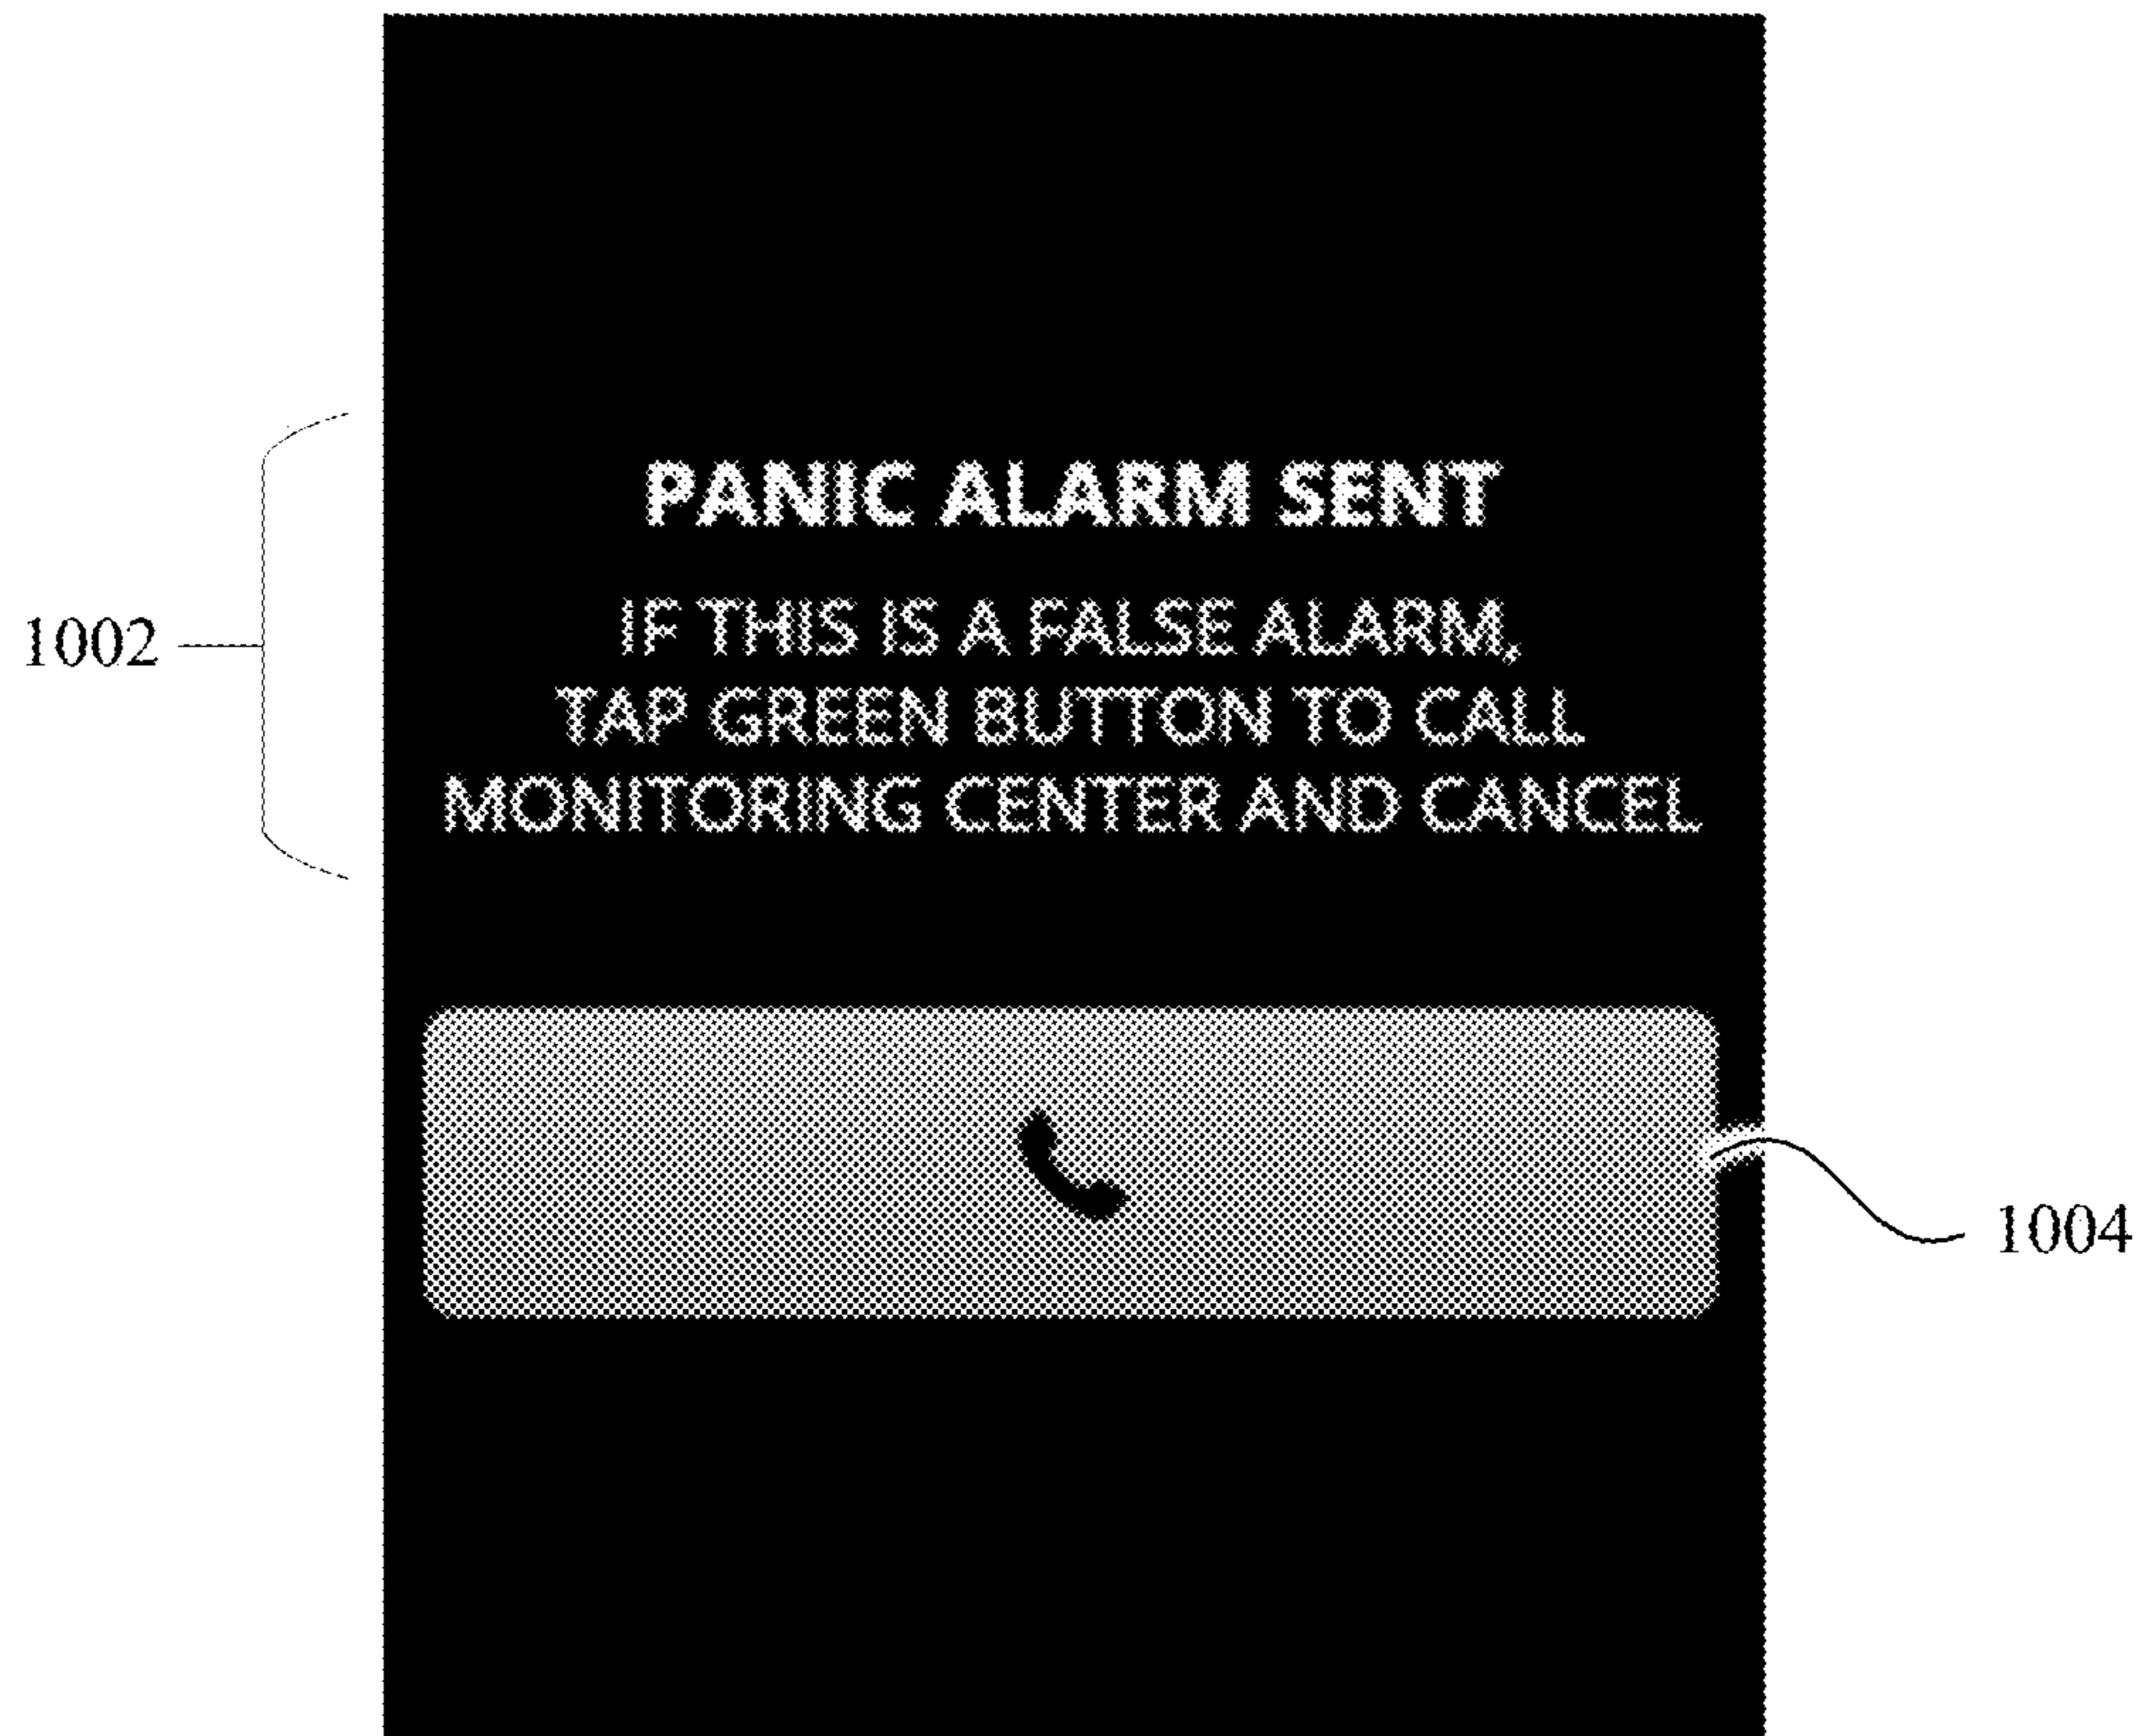 PANIC ALARM SENT
IF THIS IS A FALSE ALARM,
TAP GREEN BUTTON TO CALL
1002
MONITORING CENTER AND CANCEL
1004